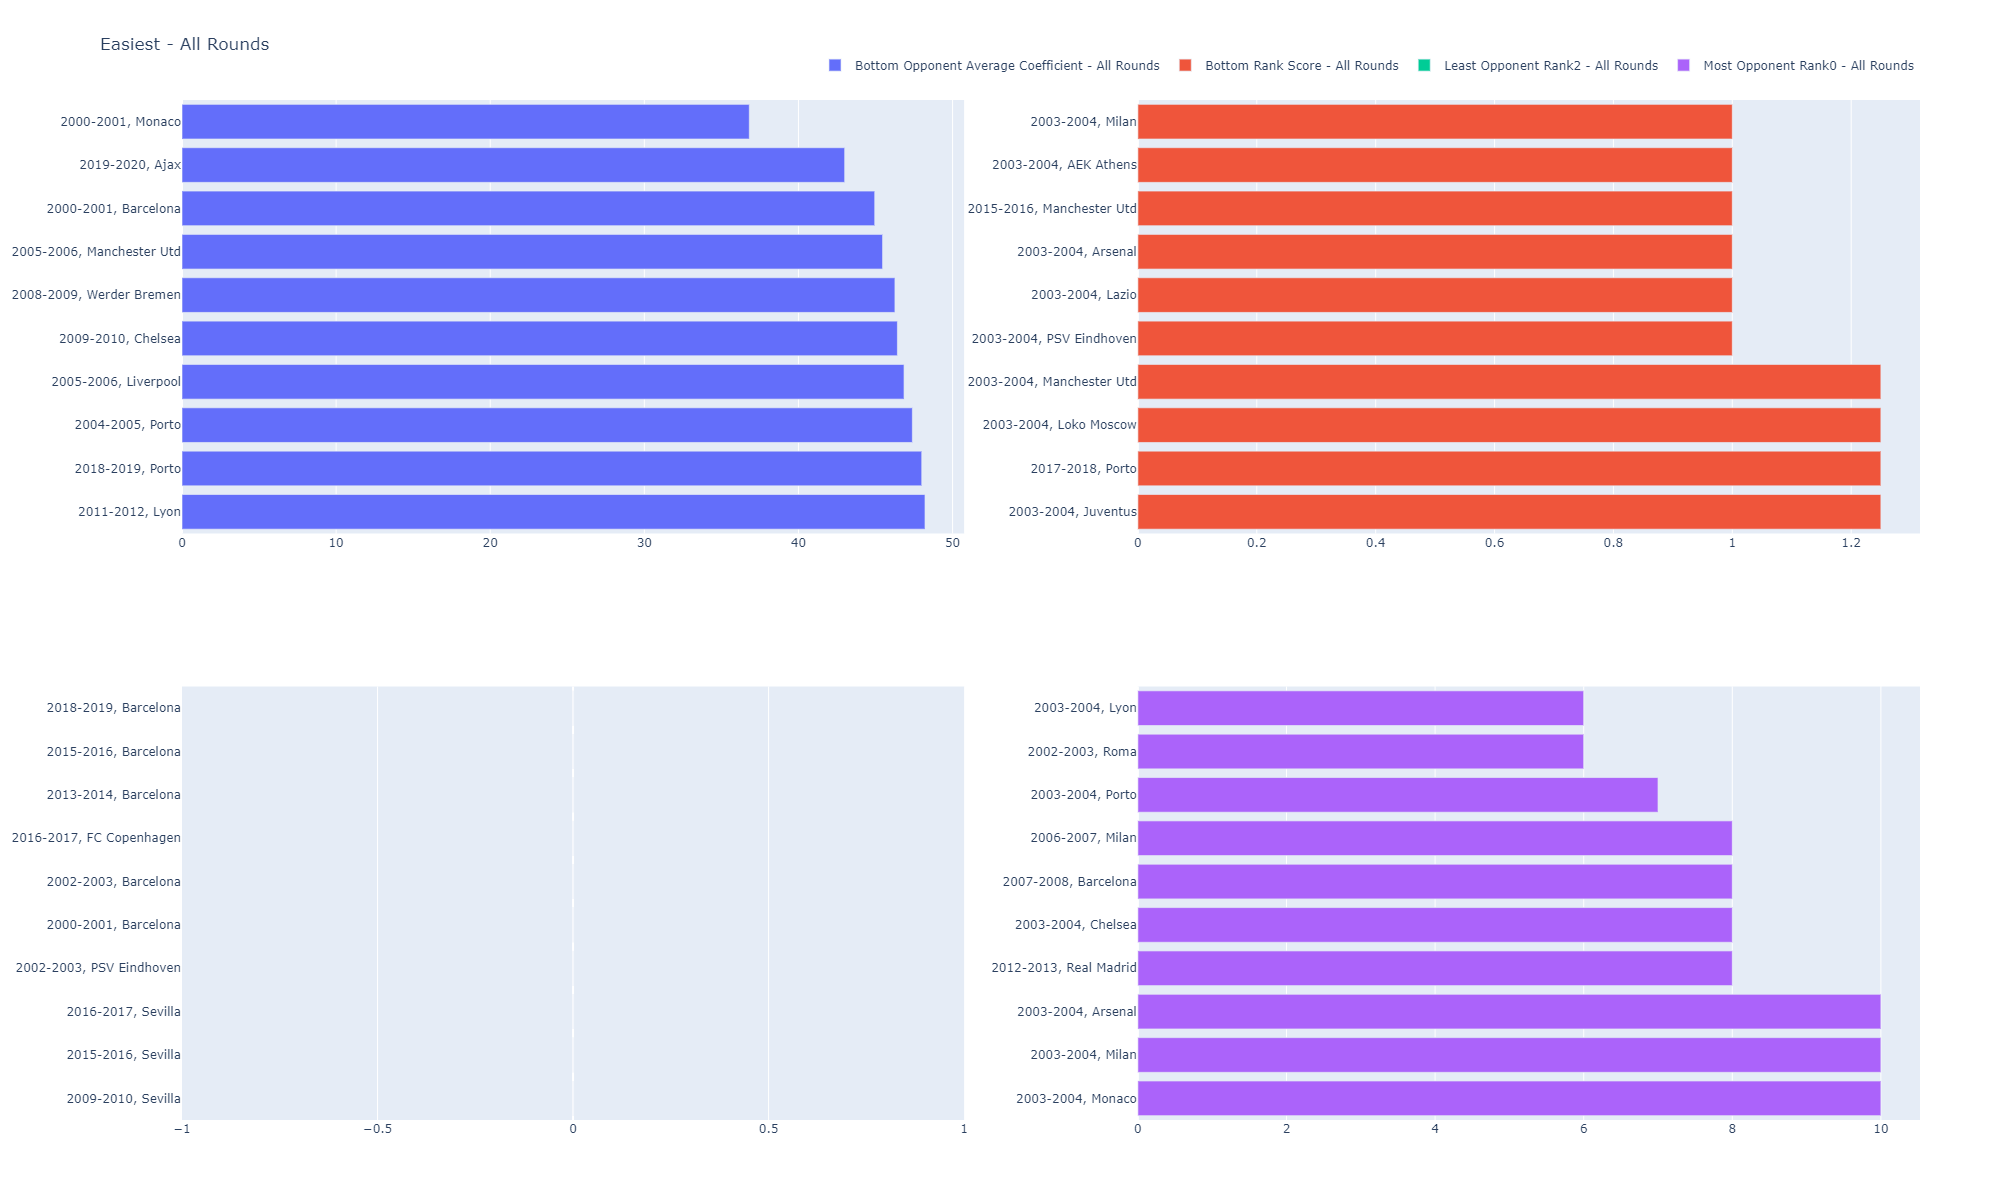 Easiest - All Rounds
Bottom Opponent Average Coefficient - All Rounds
Bottom Rank Score - All Rounds
Least Opponent Rank2 - All Rounds
Most Opponent Rank0 - All Rounds
2000-2001, Monaco
2019-2020, Ajax
2000-2001, Barcelona
2005-2006, Manchester Utd
2008-2009, Werder Bremen
2009-2010, Chelsea
2005-2006, Liverpool
2004-2005, Porto
2018-2019, Porto
2011-2012, Lyon
0 10 20 30 40 50
2003-2004, Milan
2003-2004, AEK Athens
2015-2016, Manchester Utd
2003-2004, Arsenal
2003-2004, Lazio
2003-2004, PSV Eindhoven
2003-2004, Manchester Utd
2003-2004, Loko Moscow
2017-2018, Porto
2003-2004, Juventus
0 0.2 0.4 0.6 0.8 1 1.2
2018-2019, Barcelona
2015-2016, Barcelona
2013-2014, Barcelona
2016-2017, FC Copenhagen
2002-2003, Barcelona
2000-2001, Barcelona
2002-2003, PSV Eindhoven
2016-2017, Sevilla
2015-2016, Sevilla
2009-2010, Sevilla
−1 −0.5 0 0.5 1
2003-2004, Lyon
2002-2003, Roma
2003-2004, Porto
2006-2007, Milan
2007-2008, Barcelona
2003-2004, Chelsea
2012-2013, Real Madrid
2003-2004, Arsenal
2003-2004, Milan
2003-2004, Monaco
0 2 4 6 8 10